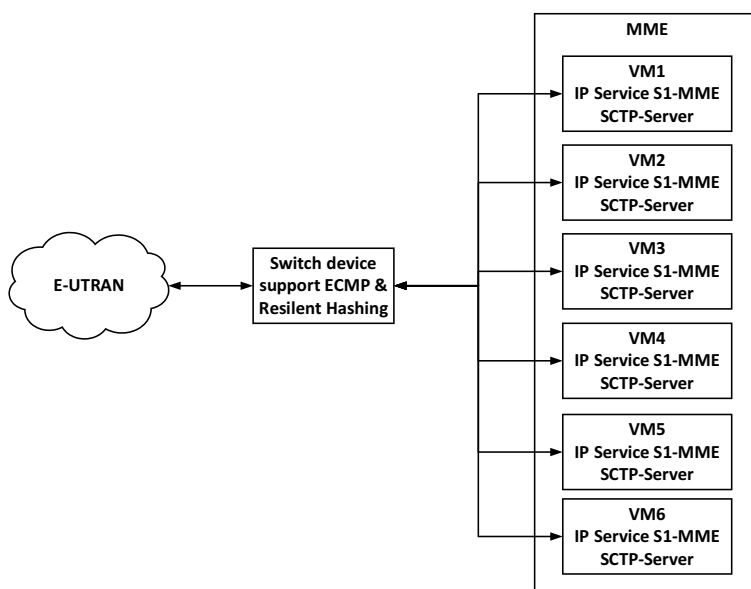 MME
VM1
IP Service S1-MME
SCTP-Server
VM2
IP Service S1-MME
SCTP-Server
VM3
IP Service S1-MME
SCTP-Server
E-UTRAN
Switch device
support ECMP &
Resilent Hashing
VM4
IP Service S1-MME
SCTP-Server
VM5
IP Service S1-MME
SCTP-Server
VM6
IP Service S1-MME
SCTP-Server